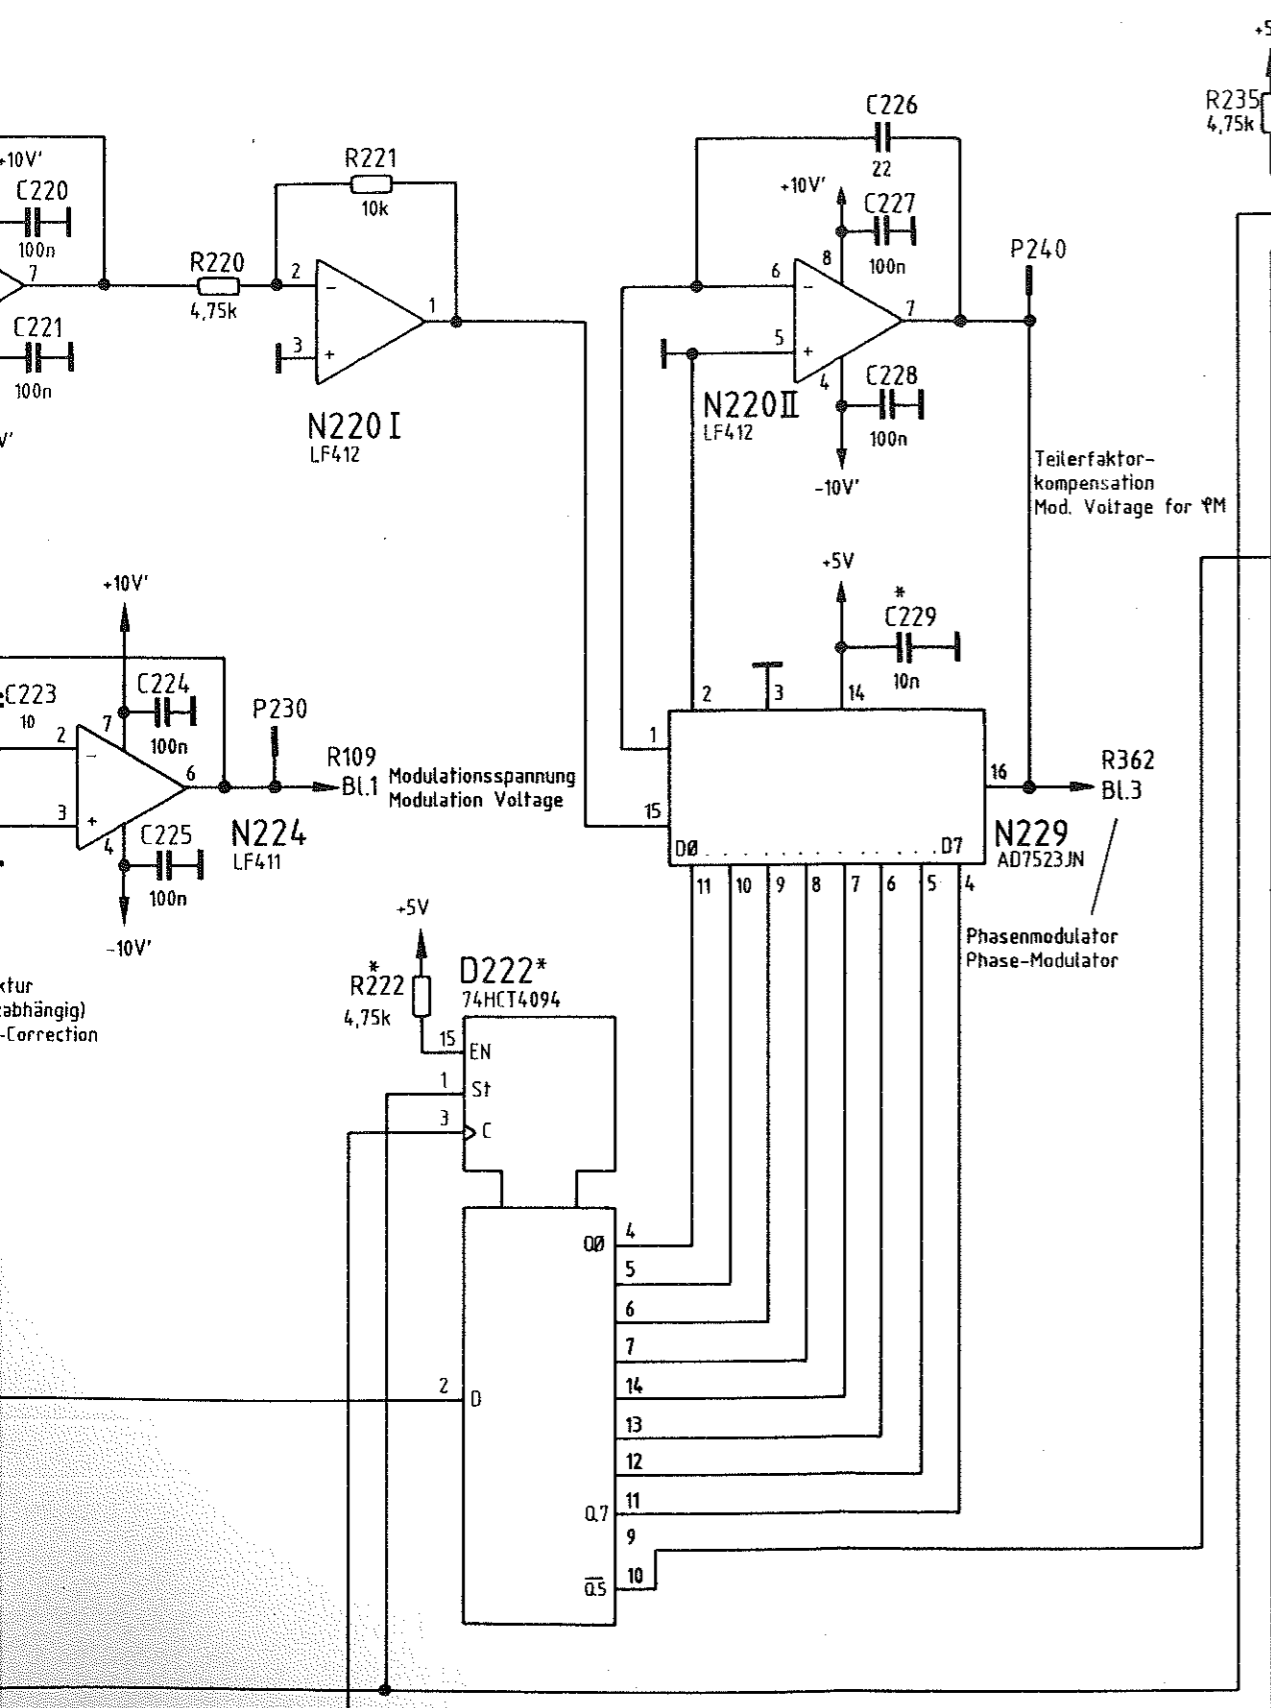 +5
R235
4,75k
C226
22
R221
10k
+10V'
C220
100n
7
+10V'
C227
100n
8
P240
R220
4,75k
2
−
1
6
−
7
C221
100n
3
+
5
+
4
C228
100n
N220 I
LF412
N220 II
LF412
V'
-10V'
Teilerfaktor-
kompensation
Mod. Voltage for φM
+5V
*
C229
10n
+10V'
C223
10
C224
100n
7
2
−
6
P230
R109
Bl.1
Modulationsspannung
Modulation Voltage
3
+
4
C225
100n
N224
LF411
-10V'
2
3
14
1
15
16
R362
Bl.3
N229
AD7523JN
DØ . . . . . . . . . . . . . . . D7
11
10
9
8
7
6
5
4
Phasenmodulator
Phase-Modulator
ktur
abhängig)
-Correction
+5V
*
R222
4,75k
D222*
74HCT4094
15
EN
1
St
3
C
QØ
4
5
6
7
2
D
14
13
12
Q7
11
9
Q̅5̅
10